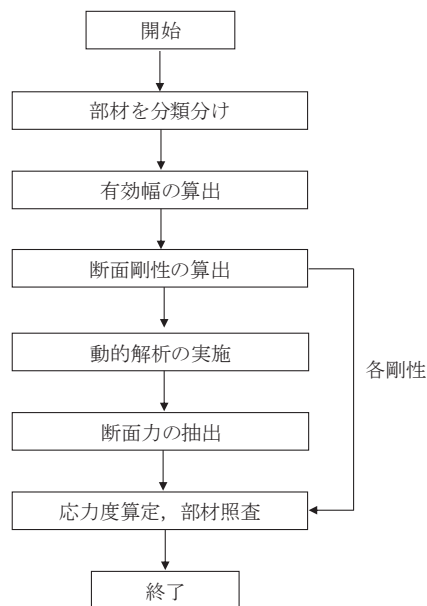 開始
部材を分類分け
有効幅の算出
断面剛性の算出
動的解析の実施
各剛性
断面力の抽出
応力度算定，部材照査
終了